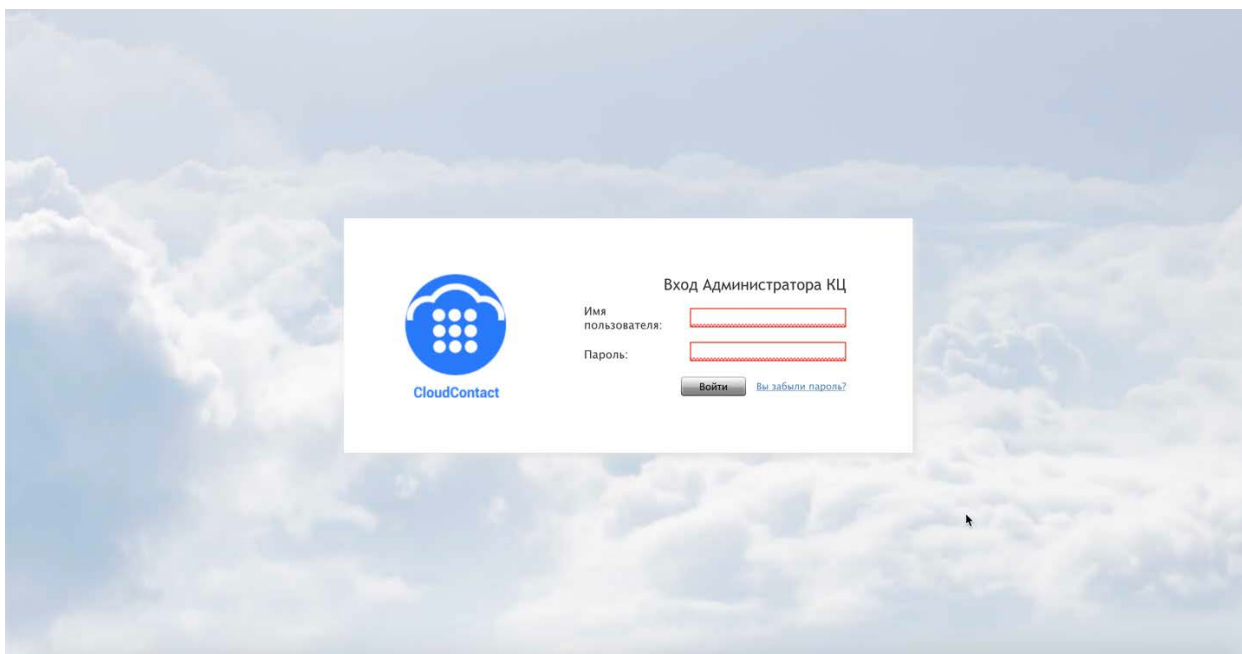 Вход Администратора КЦ
Имя
пользователя:
Пароль:
Войти Вы забыли пароль?
CloudContact